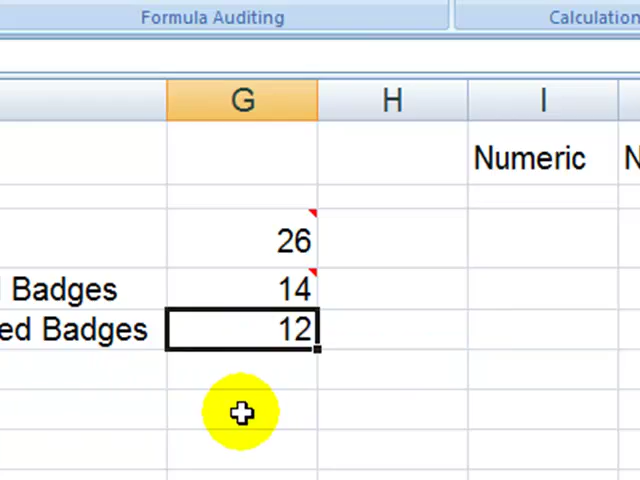 Formula Auditing Calculation
G H I
Numeric N
26
l Badges 14
ed Badges 12